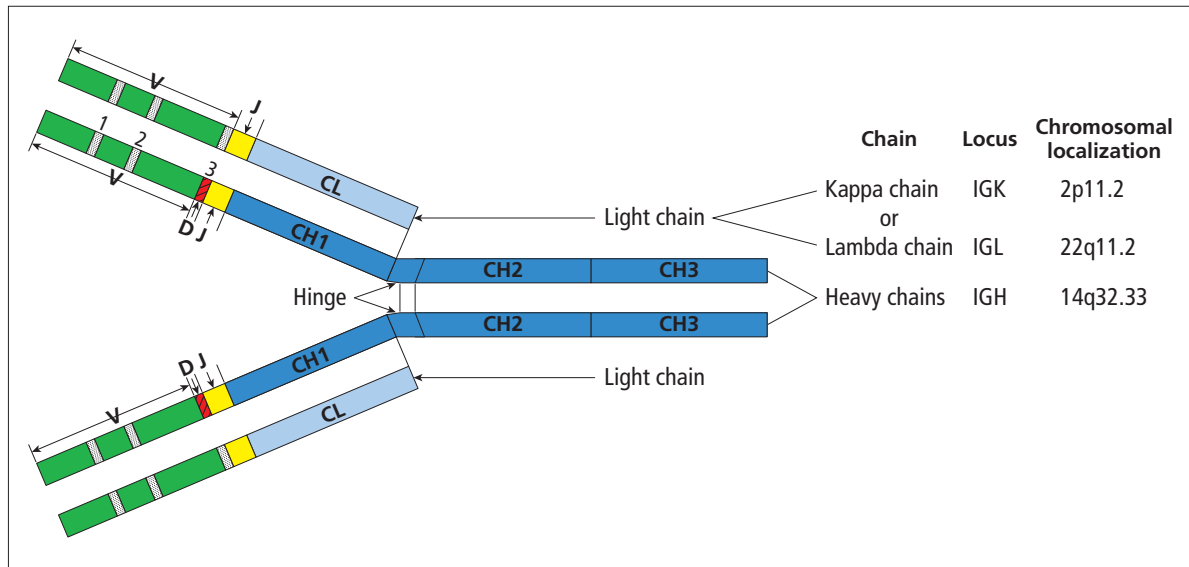 V
J
1
2
3
V
D J
CL
CH1
CH2
CH3
Hinge
CH2
CH3
CH1
D J
V
CL
Light chain
Light chain
Chain Locus Chromosomal
localization
Kappa chain IGK 2p11.2
or
Lambda chain IGL 22q11.2
Heavy chains IGH 14q32.33